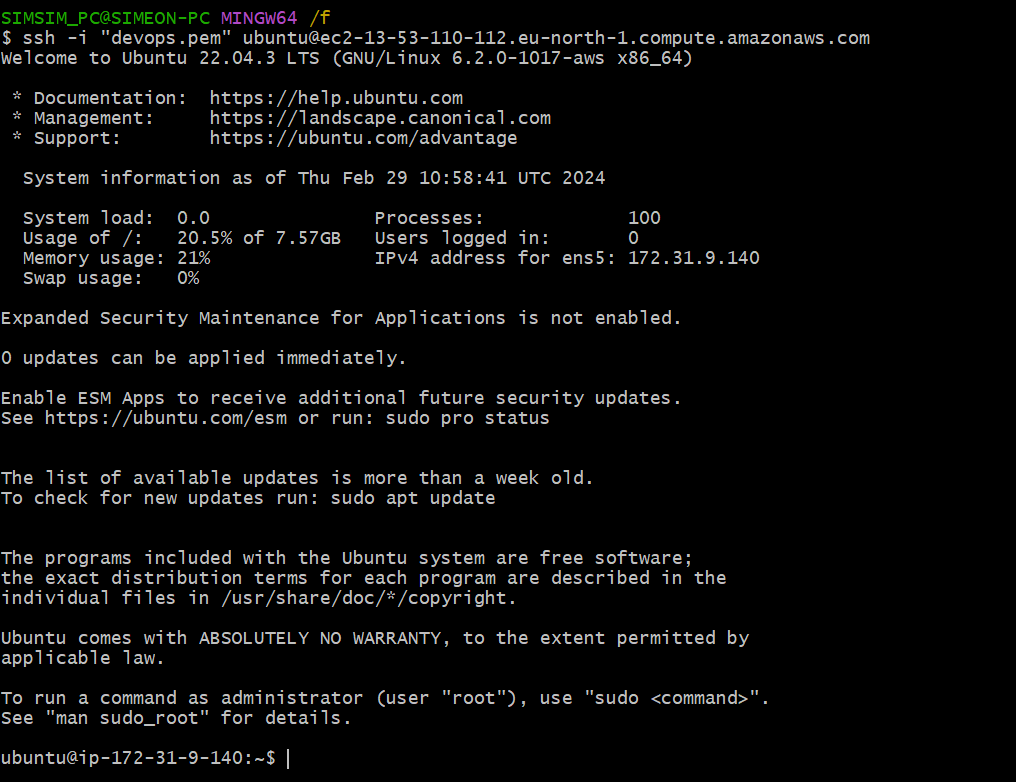 SIMSIM_PC@SIMEON-PC MINGW64 /f
$ ssh -i "devops.pem" ubuntu@ec2-13-53-110-112.eu-north-1.compute.amazonaws.com
Welcome to Ubuntu 22.04.3 LTS (GNU/Linux 6.2.0-1017-aws x86_64)
* Documentation:  https://help.ubuntu.com
* Management:     https://landscape.canonical.com
* Support:        https://ubuntu.com/advantage
System information as of Thu Feb 29 10:58:41 UTC 2024
System load:  0.0               Processes:             100
Usage of /:   20.5% of 7.57GB   Users logged in:       0
Memory usage: 21%               IPv4 address for ens5: 172.31.9.140
Swap usage:   0%
Expanded Security Maintenance for Applications is not enabled.
0 updates can be applied immediately.
Enable ESM Apps to receive additional future security updates.
See https://ubuntu.com/esm or run: sudo pro status
The list of available updates is more than a week old.
To check for new updates run: sudo apt update
The programs included with the Ubuntu system are free software;
the exact distribution terms for each program are described in the
individual files in /usr/share/doc/*/copyright.
Ubuntu comes with ABSOLUTELY NO WARRANTY, to the extent permitted by
applicable law.
To run a command as administrator (user "root"), use "sudo <command>".
See "man sudo_root" for details.
ubuntu@ip-172-31-9-140:~$